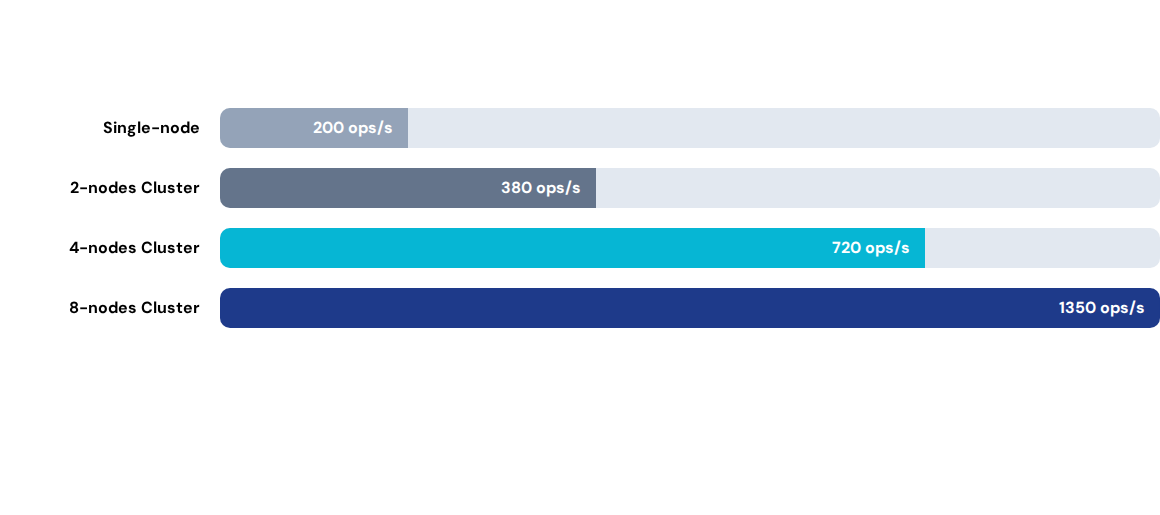 Single-node 200 ops/s
2-nodes Cluster 380 ops/s
4-nodes Cluster 720 ops/s
8-nodes Cluster 1350 ops/s